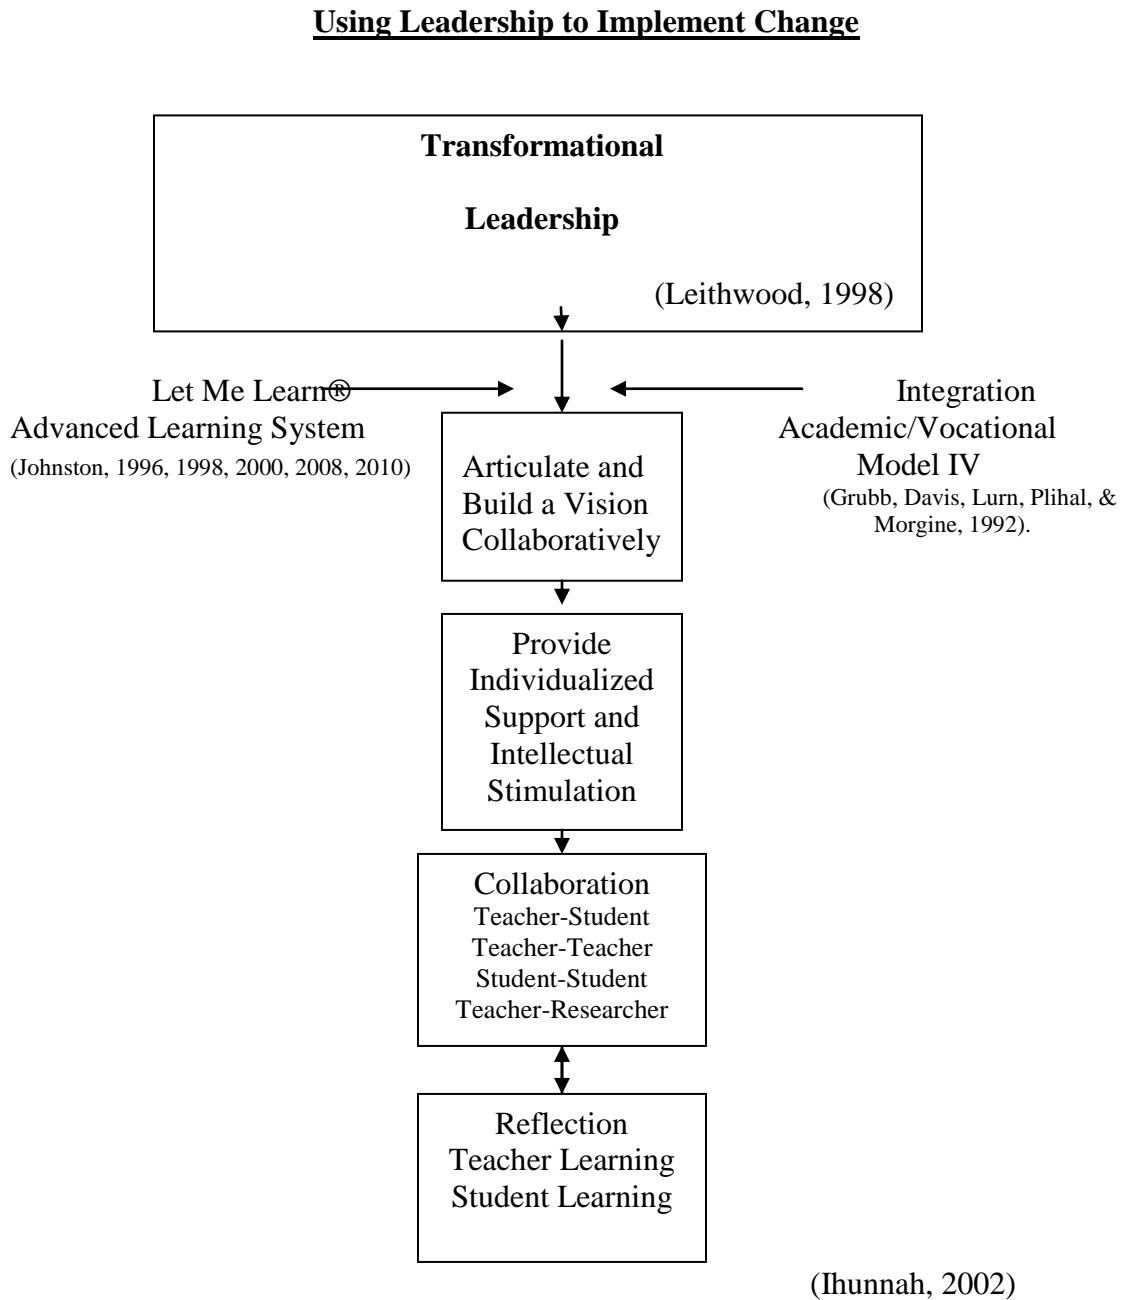 Using Leadership to Implement Change
Transformational
Leadership
(Leithwood, 1998)
Let Me Learn®
Advanced Learning System
(Johnston, 1996, 1998, 2000, 2008, 2010)
Integration
Academic/Vocational
Model IV
(Grubb, Davis, Lurn, Plihal, &
Morgine, 1992).
Articulate and
Build a Vision
Collaboratively
Provide
Individualized
Support and
Intellectual
Stimulation
Collaboration
Teacher-Student
Teacher-Teacher
Student-Student
Teacher-Researcher
Reflection
Teacher Learning
Student Learning
(Ihunnah, 2002)